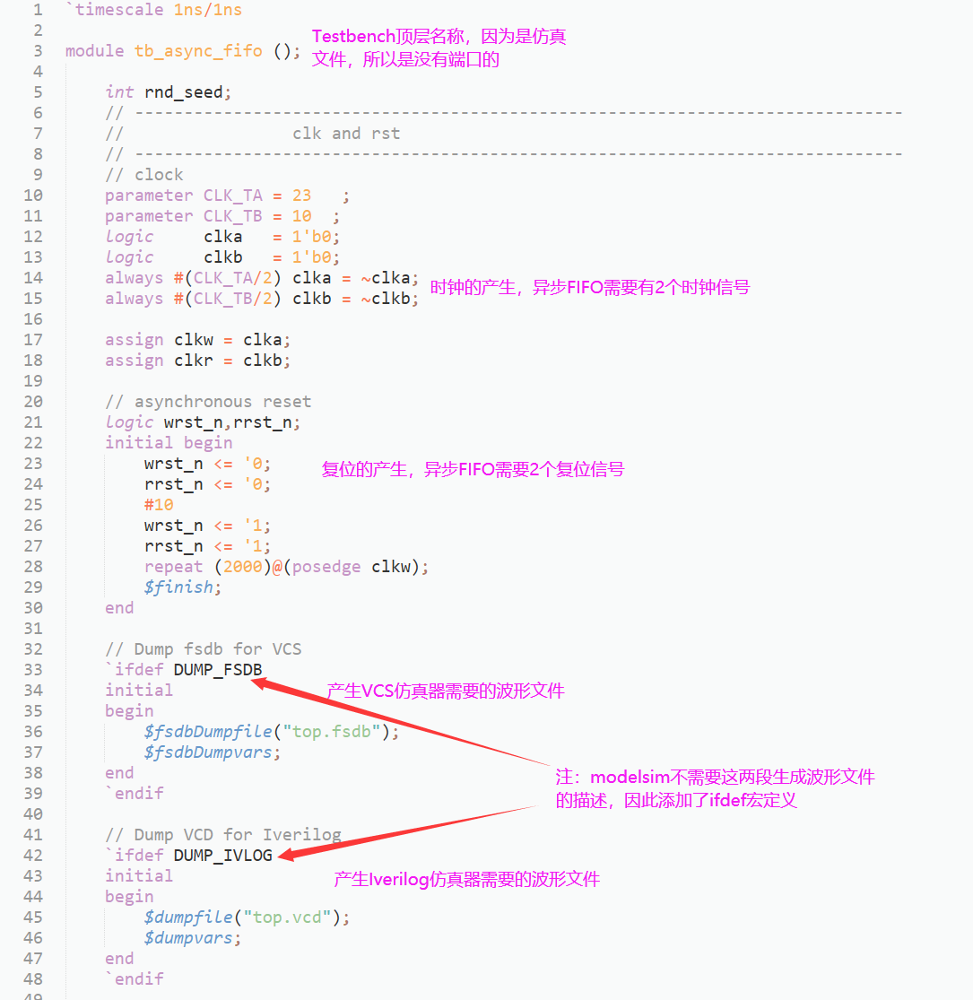 1 `timescale 1ns/1ns
2
Testbench顶层名称，因为是仿真
3 module tb_async_fifo ();
文件，所以是没有端口的
4
5 int rnd_seed;
6 // ------------------------------------------------------------------------------
7 // clk and rst
8 // ------------------------------------------------------------------------------
9 // clock
10 parameter CLK_TA = 23 ;
11 parameter CLK_TB = 10 ;
12 logic clka = 1'b0;
13 logic clkb = 1'b0;
14 always #(CLK_TA/2) clka = ~clka;
时钟的产生，异步FIFO需要有2个时钟信号
15 always #(CLK_TB/2) clkb = ~clkb;
16
17 assign clkw = clka;
18 assign clkr = clkb;
19
20 // asynchronous reset
21 logic wrst_n,rrst_n;
22 initial begin
23 wrst_n <= '0;
复位的产生，异步FIFO需要2个复位信号
24 rrst_n <= '0;
25 #10
26 wrst_n <= '1;
27 rrst_n <= '1;
28 repeat (2000)@(posedge clkw);
29 $finish;
30 end
31
32 // Dump fsdb for VCS
33 `ifdef DUMP_FSDB
34 initial
产生VCS仿真器需要的波形文件
35 begin
36 $fsdbDumpfile("top.fsdb");
37 $fsdbDumpvars;
38 end
注：modelsim不需要这两段生成波形文件
39 `endif
的描述，因此添加了ifdef宏定义
40
41 // Dump VCD for Iverilog
42 `ifdef DUMP_IVLOG
43 initial
产生Iverilog仿真器需要的波形文件
44 begin
45 $dumpfile("top.vcd");
46 $dumpvars;
47 end
48 `endif
49